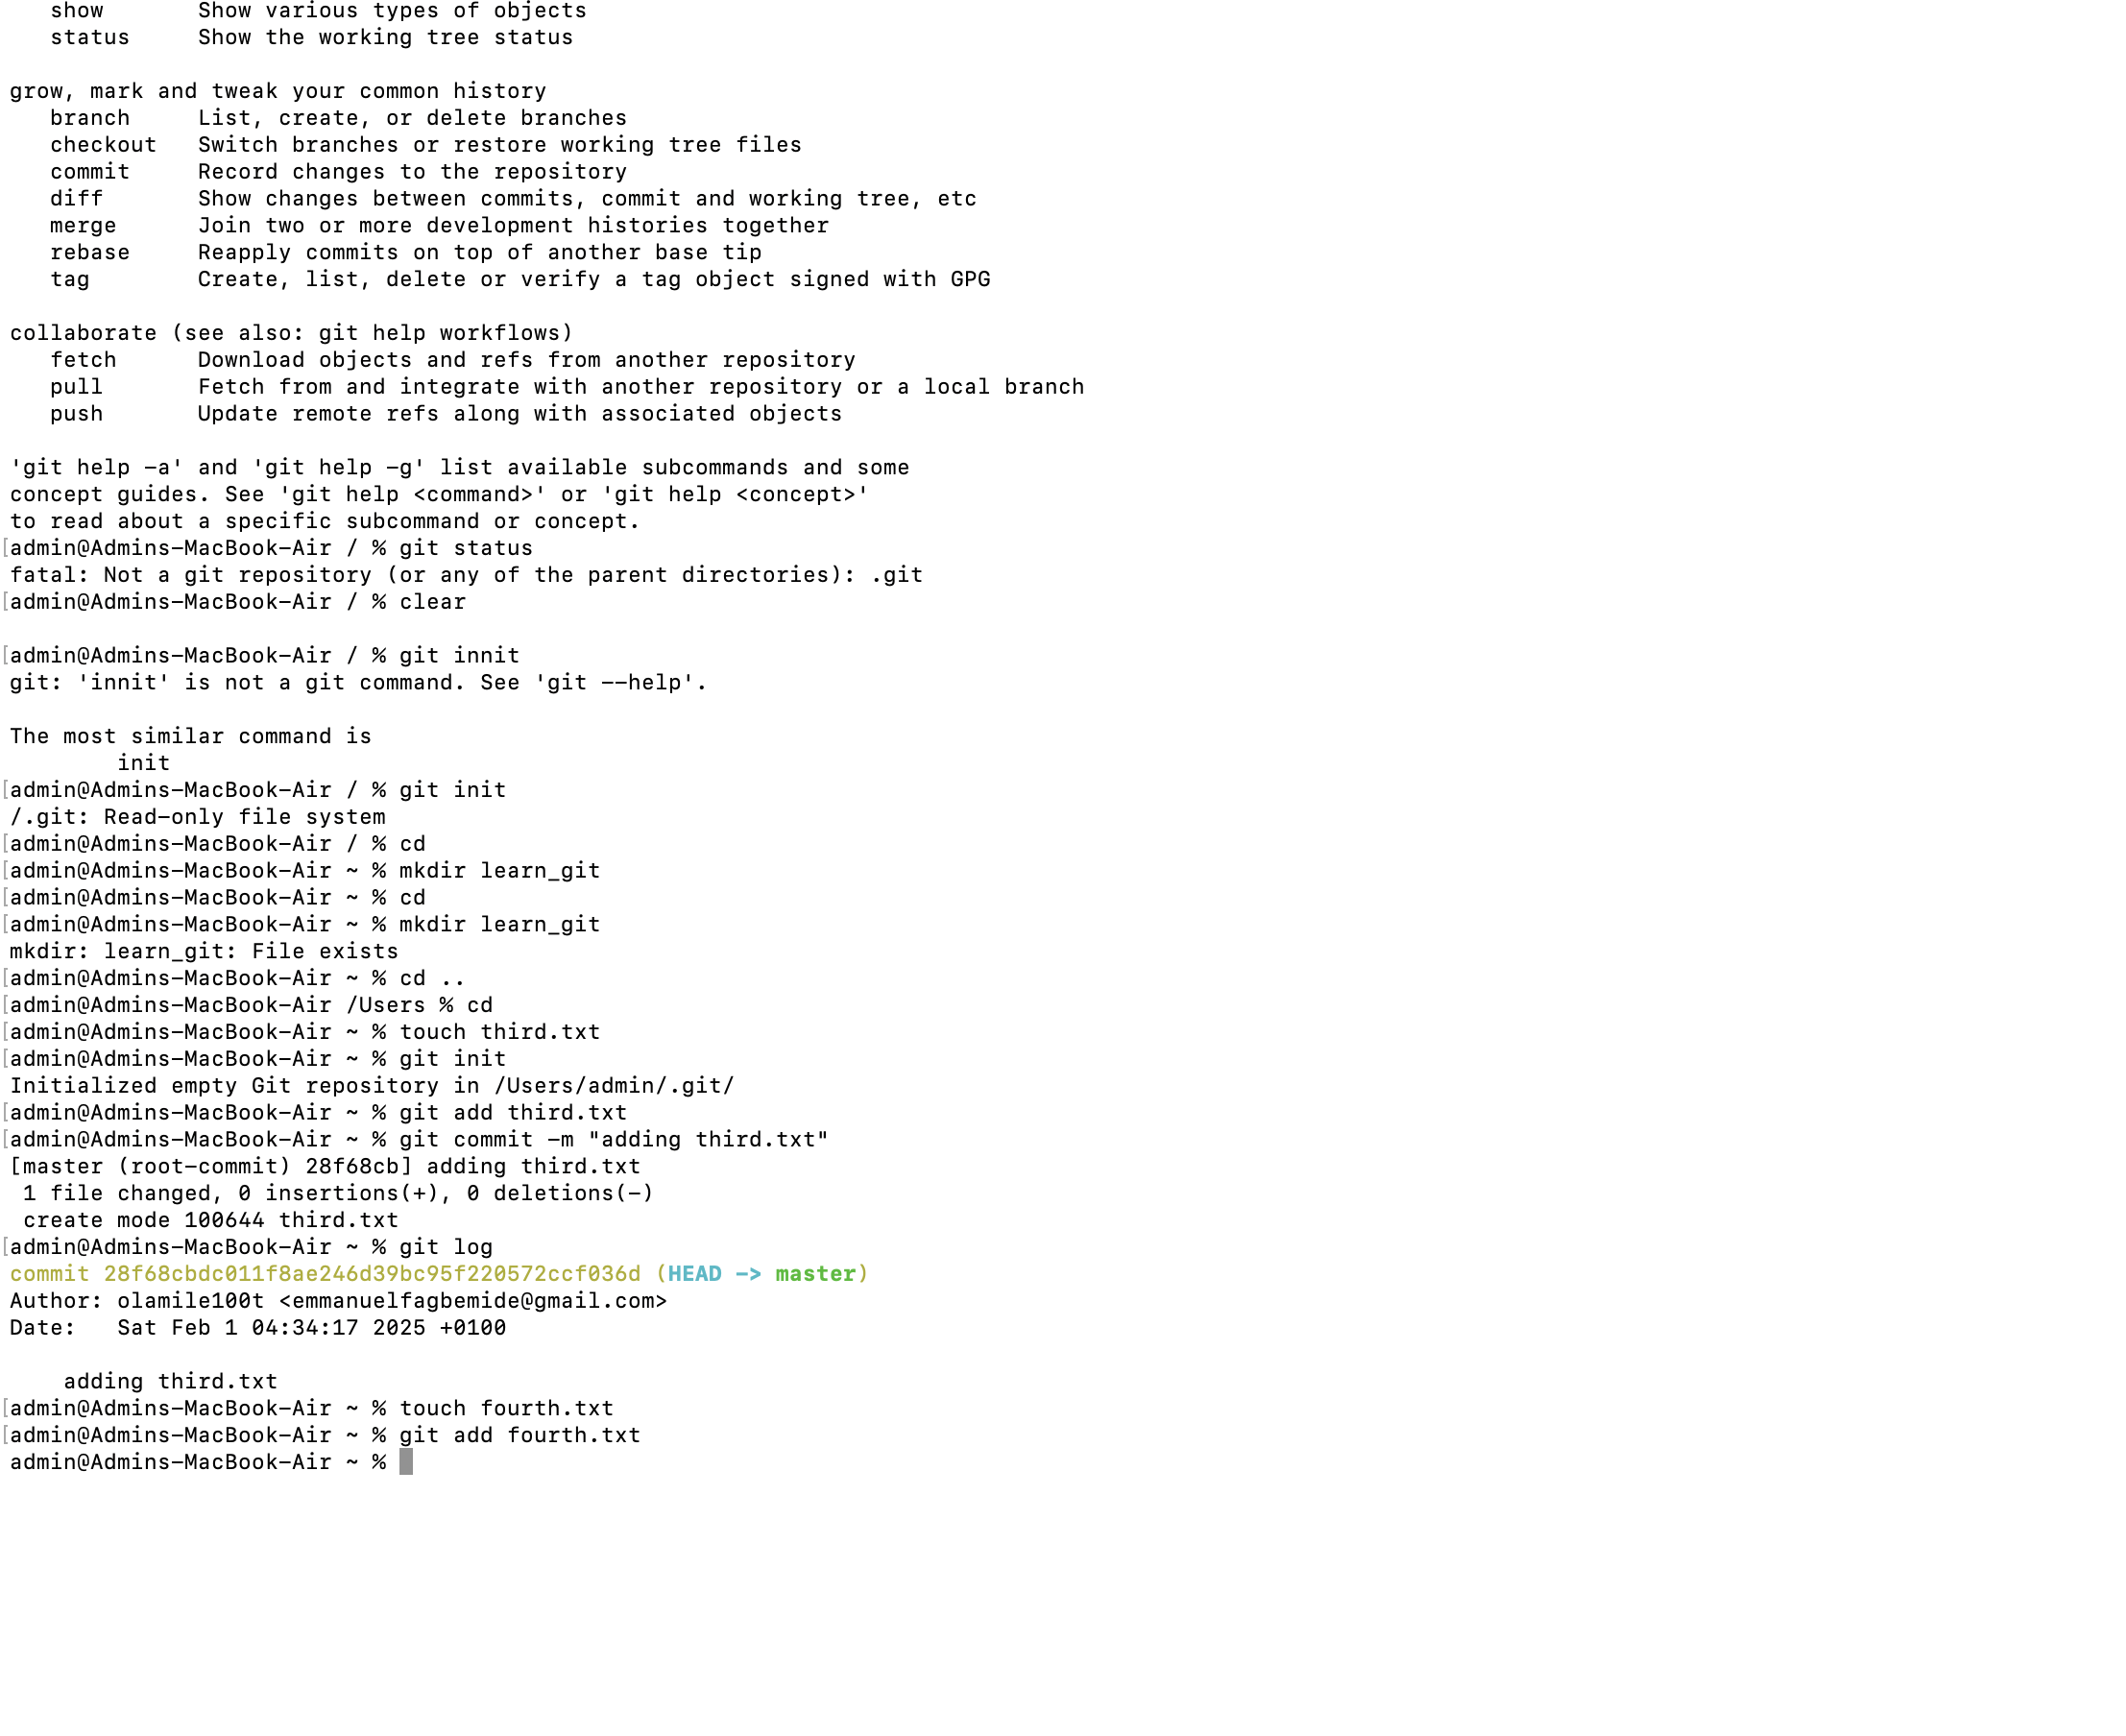 show       Show various types of objects
status     Show the working tree status
grow, mark and tweak your common history
branch     List, create, or delete branches
checkout   Switch branches or restore working tree files
commit     Record changes to the repository
diff       Show changes between commits, commit and working tree, etc
merge      Join two or more development histories together
rebase     Reapply commits on top of another base tip
tag        Create, list, delete or verify a tag object signed with GPG
collaborate (see also: git help workflows)
fetch      Download objects and refs from another repository
pull       Fetch from and integrate with another repository or a local branch
push       Update remote refs along with associated objects
'git help -a' and 'git help -g' list available subcommands and some
concept guides. See 'git help <command>' or 'git help <concept>'
to read about a specific subcommand or concept.
[admin@Admins-MacBook-Air / % git status
fatal: Not a git repository (or any of the parent directories): .git
[admin@Admins-MacBook-Air / % clear
[admin@Admins-MacBook-Air / % git innit
git: 'innit' is not a git command. See 'git --help'.
The most similar command is
init
[admin@Admins-MacBook-Air / % git init
/.git: Read-only file system
[admin@Admins-MacBook-Air / % cd
[admin@Admins-MacBook-Air ~ % mkdir learn_git
[admin@Admins-MacBook-Air ~ % cd
[admin@Admins-MacBook-Air ~ % mkdir learn_git
mkdir: learn_git: File exists
[admin@Admins-MacBook-Air ~ % cd ..
[admin@Admins-MacBook-Air /Users % cd
[admin@Admins-MacBook-Air ~ % touch third.txt
[admin@Admins-MacBook-Air ~ % git init
Initialized empty Git repository in /Users/admin/.git/
[admin@Admins-MacBook-Air ~ % git add third.txt
[admin@Admins-MacBook-Air ~ % git commit -m "adding third.txt"
[master (root-commit) 28f68cb] adding third.txt
1 file changed, 0 insertions(+), 0 deletions(-)
create mode 100644 third.txt
[admin@Admins-MacBook-Air ~ % git log
commit 28f68cbdc011f8ae246d39bc95f220572ccf036d (HEAD -> master)
Author: olamile100t <emmanuelfagbemide@gmail.com>
Date:   Sat Feb 1 04:34:17 2025 +0100
adding third.txt
[admin@Admins-MacBook-Air ~ % touch fourth.txt
[admin@Admins-MacBook-Air ~ % git add fourth.txt
admin@Admins-MacBook-Air ~ %